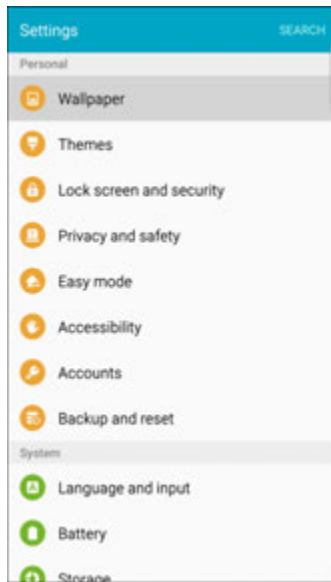 Settings
SEARCH
Personal
Wallpaper
Themes
Lock screen and security
Privacy and safety
Easy mode
Accessibility
Accounts
Backup and reset
System
Language and input
Battery
Storage